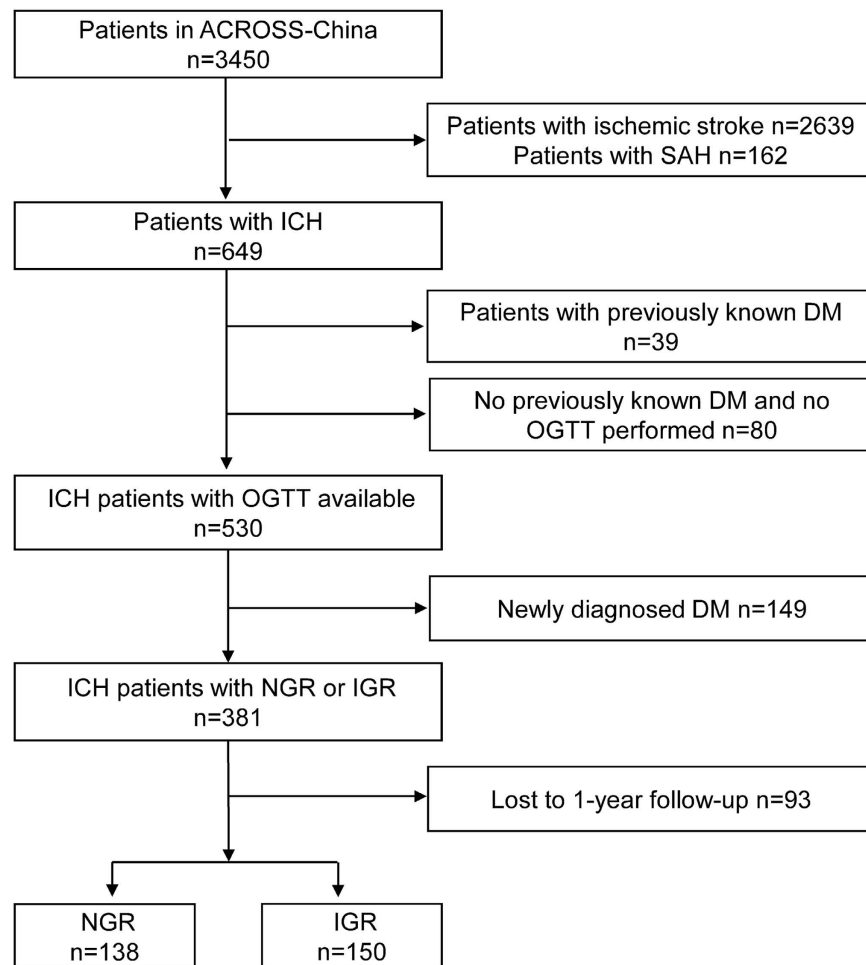 Patients in ACROSS-China
n=3450
Patients with ischemic stroke n=2639
Patients with SAH n=162
Patients with ICH
n=649
Patients with previously known DM
n=39
No previously known DM and no
OGTT performed n=80
ICH patients with OGTT available
n=530
Newly diagnosed DM n=149
ICH patients with NGR or IGR
n=381
Lost to 1-year follow-up n=93
NGR
n=138
IGR
n=150